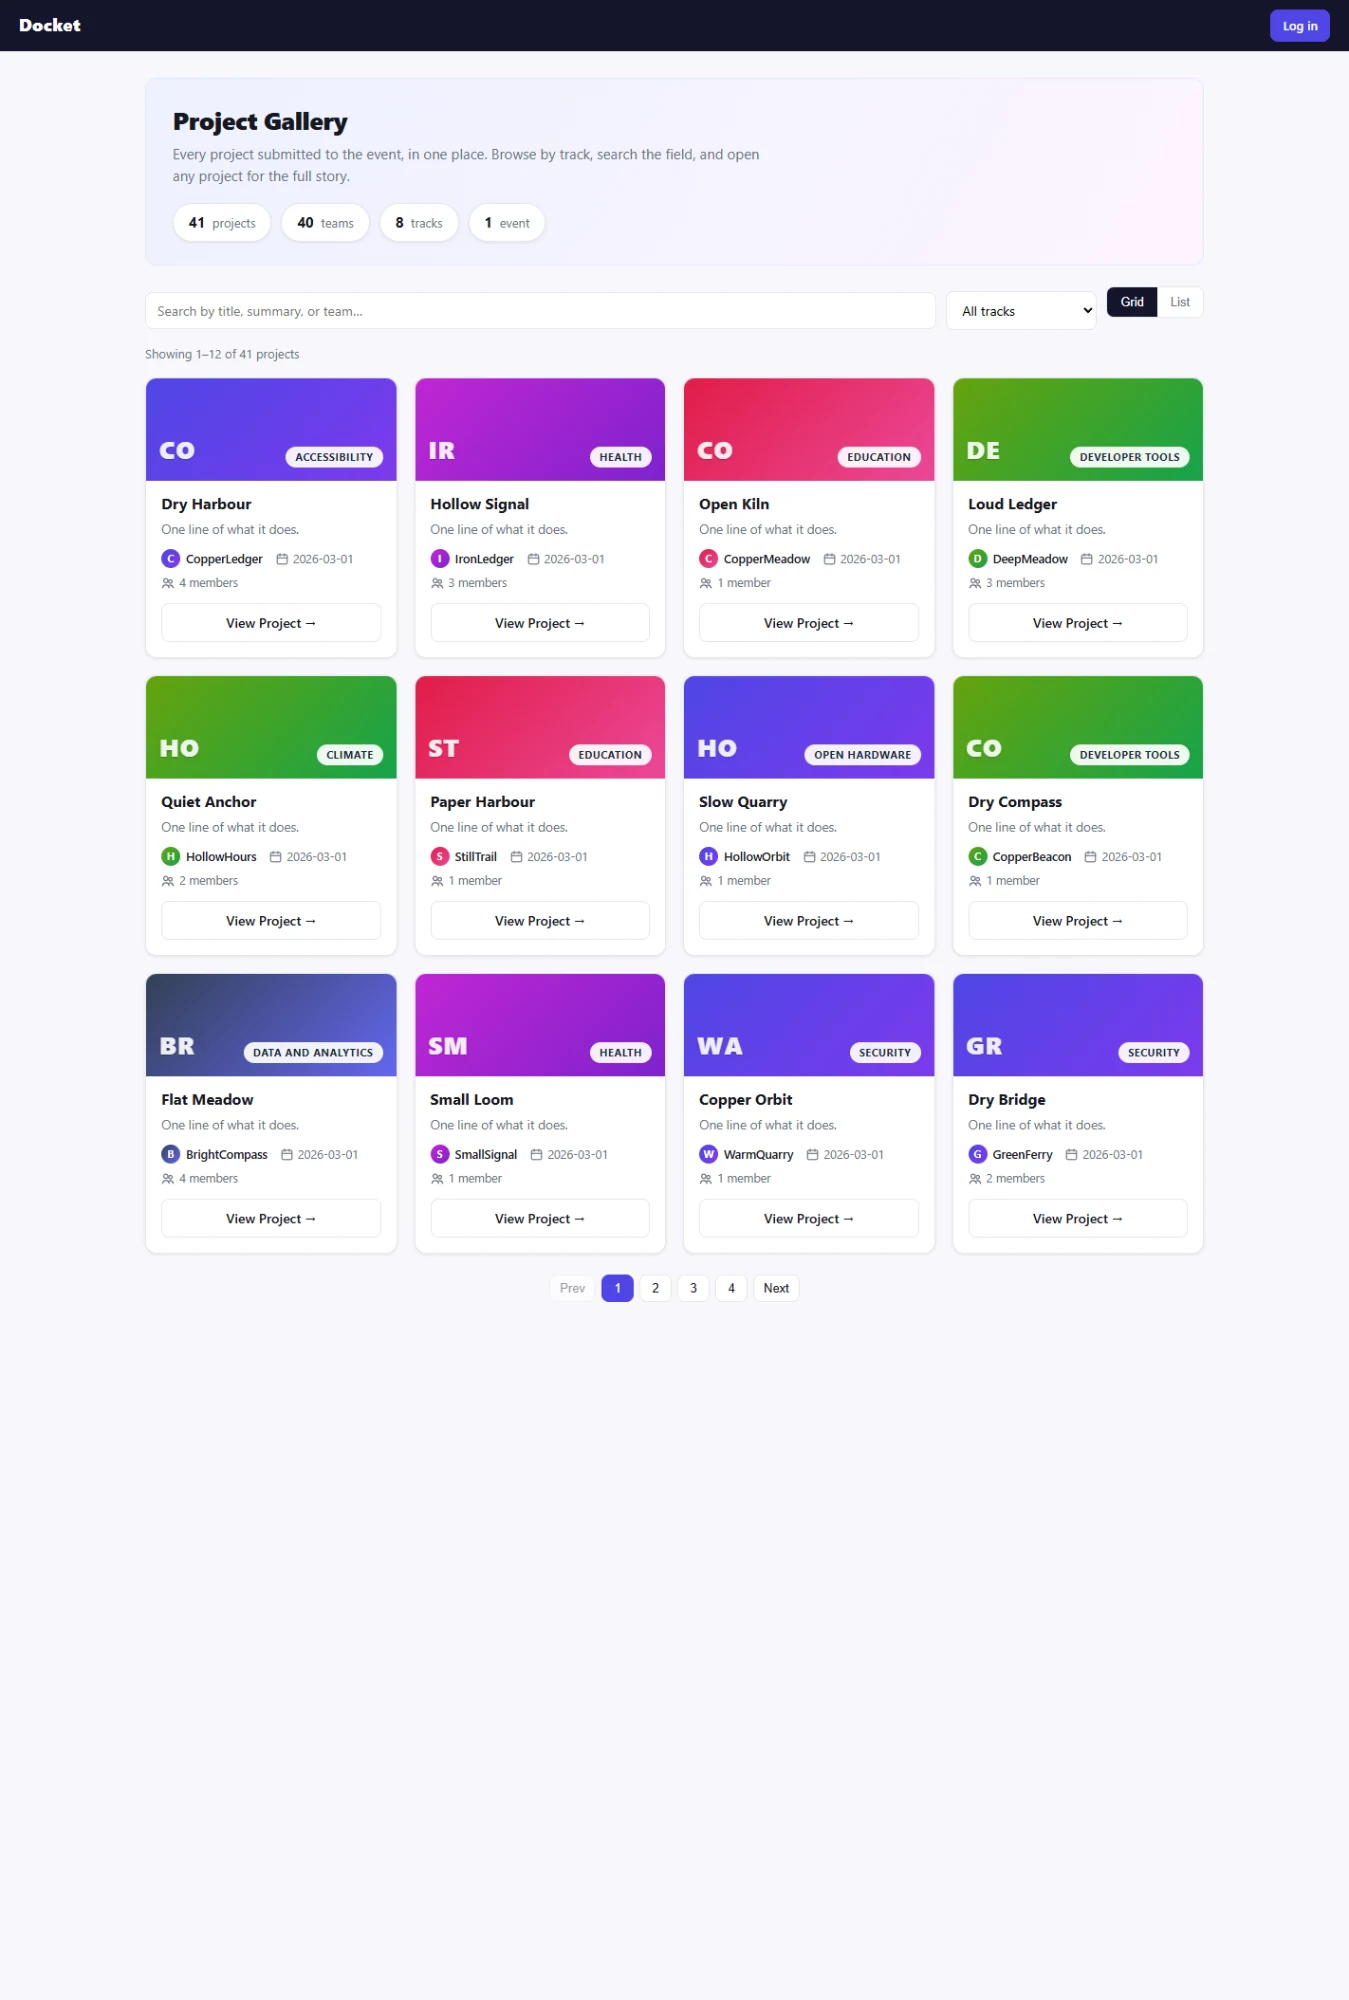 Docket
Log in
Project Gallery
Every project submitted to the event, in one place. Browse by track, search the field, and open
any project for the full story.
41 projects
40 teams
8 tracks
1 event
Search by title, summary, or team...
All tracks
Grid
List
Showing 1–12 of 41 projects
CO
ACCESSIBILITY
Dry Harbour
One line of what it does.
C CopperLedger 2026-03-01
4 members
View Project →
IR
HEALTH
Hollow Signal
One line of what it does.
I IronLedger 2026-03-01
3 members
View Project →
CO
EDUCATION
Open Kiln
One line of what it does.
C CopperMeadow 2026-03-01
1 member
View Project →
DE
DEVELOPER TOOLS
Loud Ledger
One line of what it does.
D DeepMeadow 2026-03-01
3 members
View Project →
HO
CLIMATE
Quiet Anchor
One line of what it does.
H HollowHours 2026-03-01
2 members
View Project →
ST
EDUCATION
Paper Harbour
One line of what it does.
S StillTrail 2026-03-01
1 member
View Project →
HO
OPEN HARDWARE
Slow Quarry
One line of what it does.
H HollowOrbit 2026-03-01
1 member
View Project →
CO
DEVELOPER TOOLS
Dry Compass
One line of what it does.
C CopperBeacon 2026-03-01
1 member
View Project →
BR
DATA AND ANALYTICS
Flat Meadow
One line of what it does.
B BrightCompass 2026-03-01
4 members
View Project →
SM
HEALTH
Small Loom
One line of what it does.
S SmallSignal 2026-03-01
1 member
View Project →
WA
SECURITY
Copper Orbit
One line of what it does.
W WarmQuarry 2026-03-01
1 member
View Project →
GR
SECURITY
Dry Bridge
One line of what it does.
G GreenFerry 2026-03-01
2 members
View Project →
Prev 1 2 3 4 Next